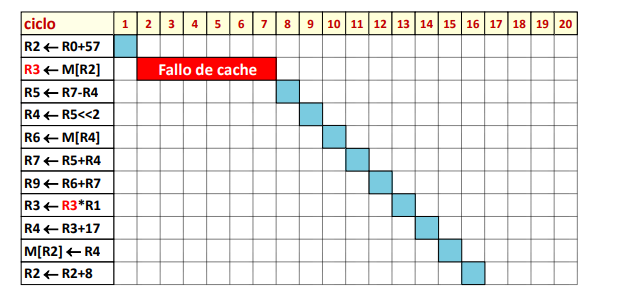 ciclo 1 2 3 4 5 6 7 8 9 10 11 12 13 14 15 16 17 18 19 20
R2 ← R0+57
R3 ← M[R2] Fallo de cache
R5 ← R7-R4
R4 ← R5<<2
R6 ← M[R4]
R7 ← R5+R4
R9 ← R6+R7
R3 ← R3*R1
R4 ← R3+17
M[R2] ← R4
R2 ← R2+8